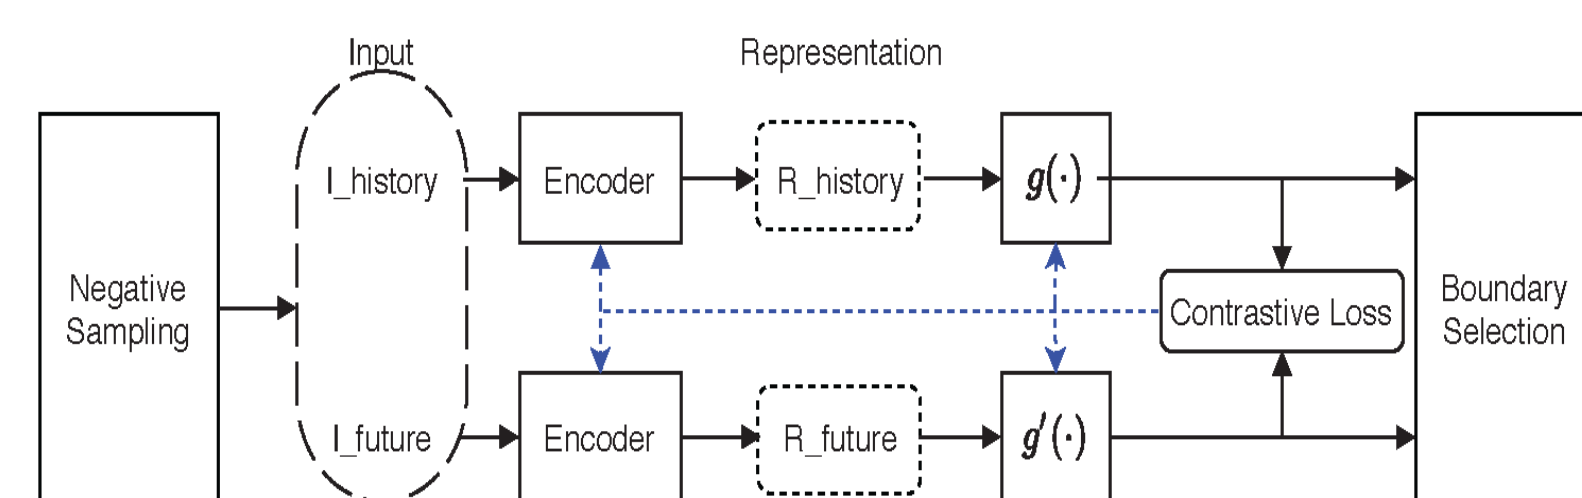 Input
Representation
I_history
Encoder
R_history
g(·)
Negative
Sampling
Contrastive Loss
Boundary
Selection
I_future
Encoder
R_future
g′(·)